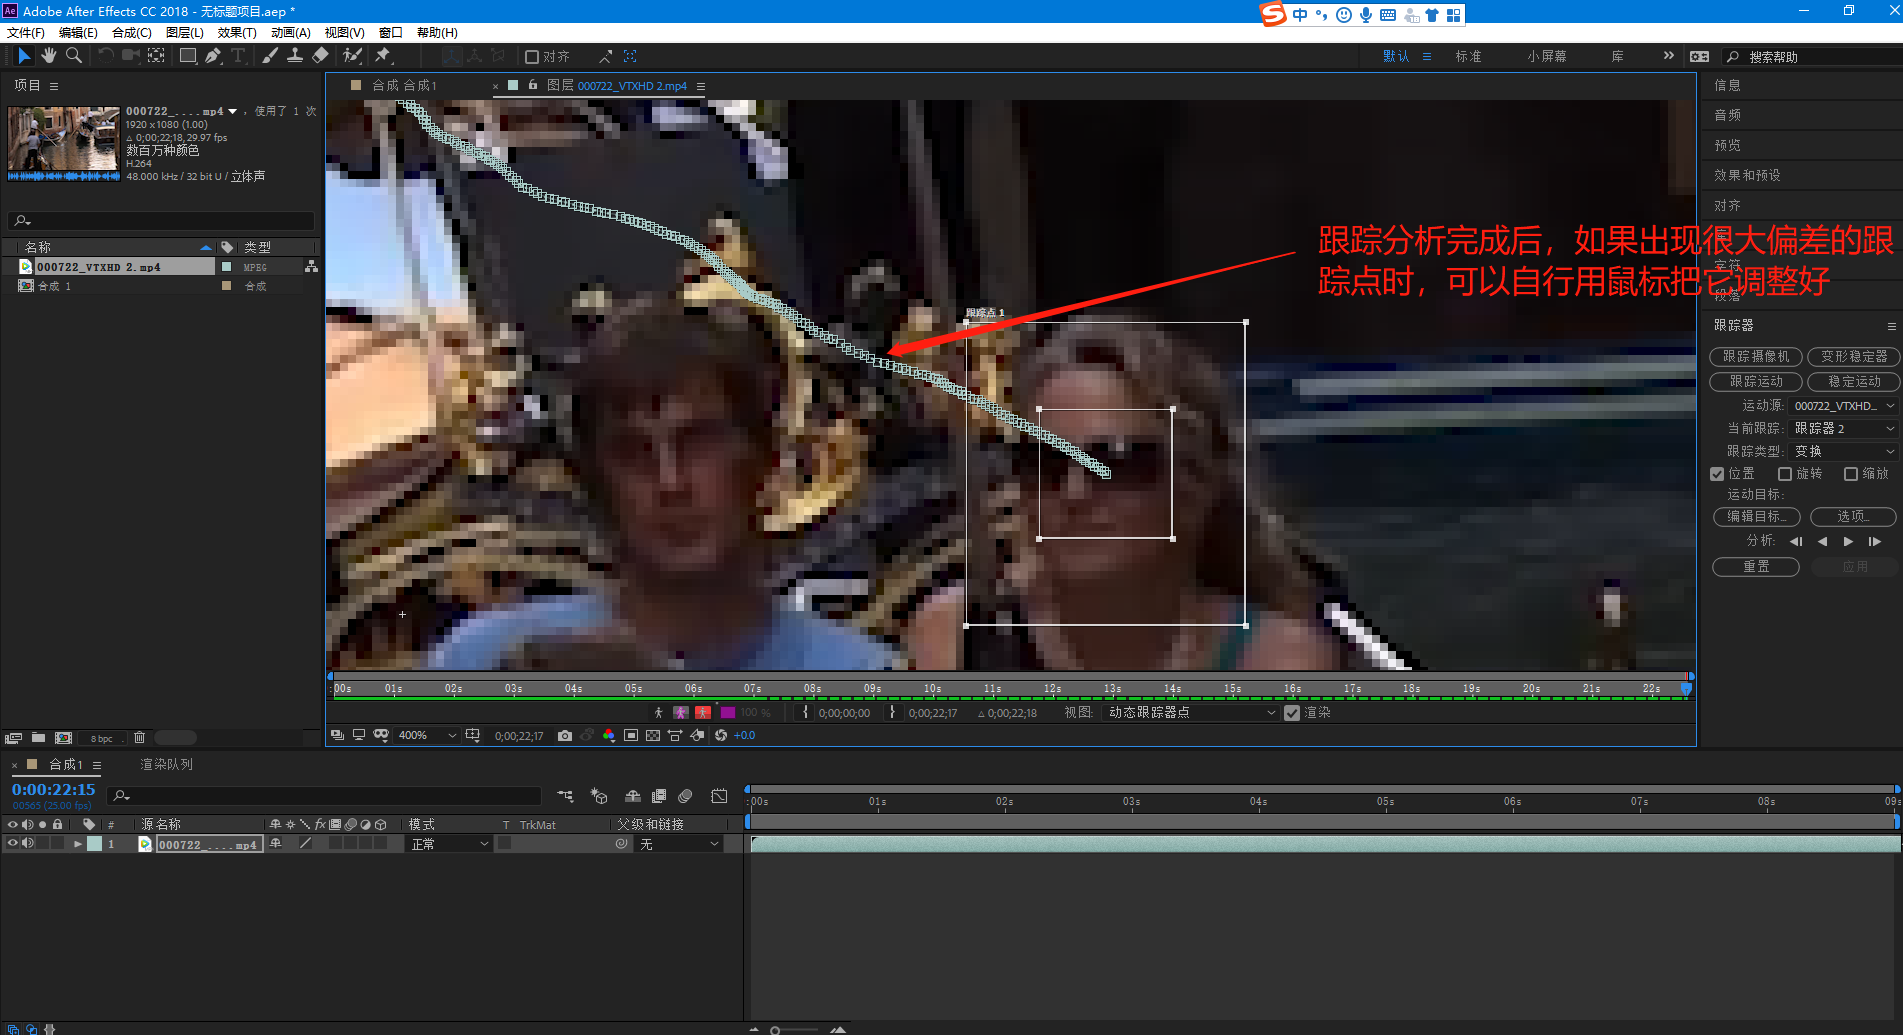 Ae Adobe After Effects CC 2018 - 无标题项目.aep *
中
文件(F) 编辑(E) 合成(C) 图层(L) 效果(T) 动画(A) 视图(V) 窗口 帮助(H)
对齐 默认 标准 小屏幕 库 » 搜索帮助
项目
000722_....mp4 ▼ ，使用了 1 次
1920 x1080 (1.00)
△ 0;00;22;18, 29.97 fps
数百万种颜色
H.264
48.000 kHz / 32 bit U / 立体声
名称 类型
000722_VTXHD 2.mp4 MPEG
合成 1 合成
8 bpc
合成 合成1 × 图层 000722_VTXHD 2.mp4
跟踪分析完成后，如果出现很大偏差的跟
踪点时，可以自行用鼠标把它调整好
跟踪点 1
:00s 01s 02s 03s 04s 05s 06s 07s 08s 09s 10s 11s 12s 13s 14s 15s 16s 17s 18s 19s 20s 21s 22s
100 % 0;00;00;00 0;00;22;17 △ 0;00;22;18 视图: 动态跟踪器点 渲染
400% 0;00;22;17 +0.0
信息
音频
预览
效果和预设
对齐
字符
段落
跟踪器
跟踪摄像机 变形稳定器
跟踪运动 稳定运动
运动源: 000722_VTXHD...
当前跟踪: 跟踪器 2
跟踪类型: 变换
位置 旋转 缩放
运动目标:
编辑目标... 选项...
分析:
重置 应用
× 合成1 渲染队列
0:00:22:15
00565 (25.00 fps)
# 源名称 fx 模式 T TrkMat 父级和链接
1 000722_....mp4 正常 无
:00s 01s 02s 03s 04s 05s 06s 07s 08s 09s